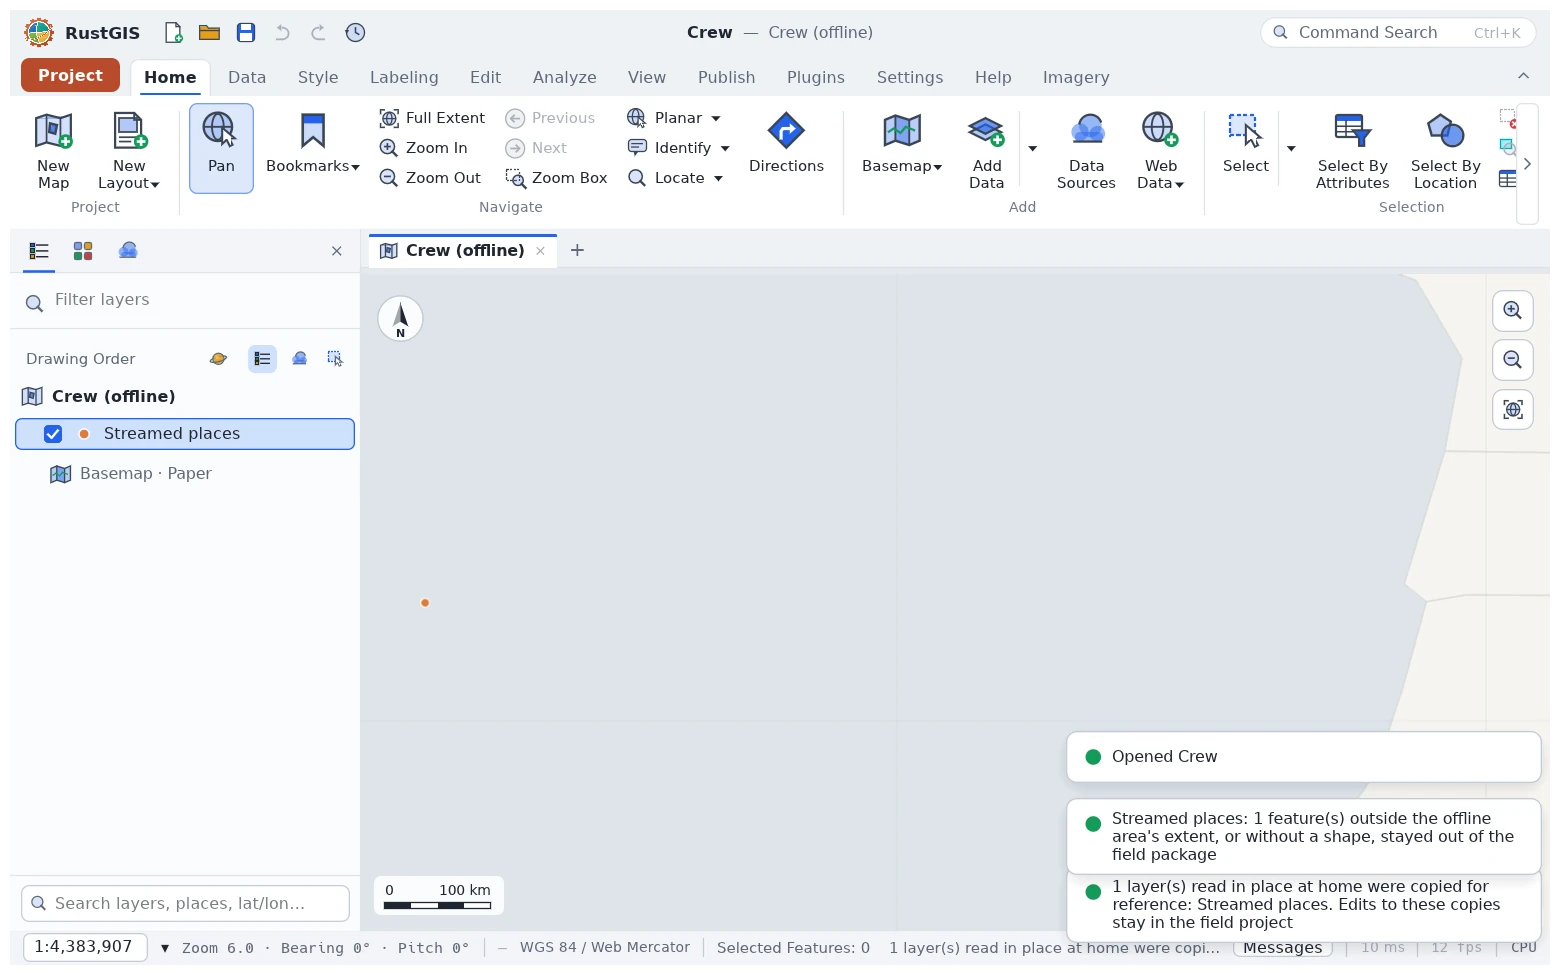 RustGIS
Crew — Crew (offline)
Command Search Ctrl+K
Project Home Data Style Labeling Edit Analyze View Publish Plugins Settings Help Imagery
New Map
New Layout
Project
Pan
Bookmarks
Full Extent
Zoom In
Zoom Out
Previous
Next
Zoom Box
Planar
Identify
Locate
Directions
Navigate
Basemap
Add Data
Data Sources
Web Data
Add
Select
Select By Attributes
Select By Location
Selection
Crew (offline)
Filter layers
Drawing Order
Crew (offline)
Streamed places
Basemap · Paper
N
0 100 km
Opened Crew
Streamed places: 1 feature(s) outside the offline
area's extent, or without a shape, stayed out of the
field package
1 layer(s) read in place at home were copied for
reference: Streamed places. Edits to these copies
stay in the field project
Search layers, places, lat/lon...
1:4,383,907 Zoom 6.0 · Bearing 0° · Pitch 0° — WGS 84 / Web Mercator Selected Features: 0 1 layer(s) read in place at home were copi... Messages 10 ms 12 fps CPU